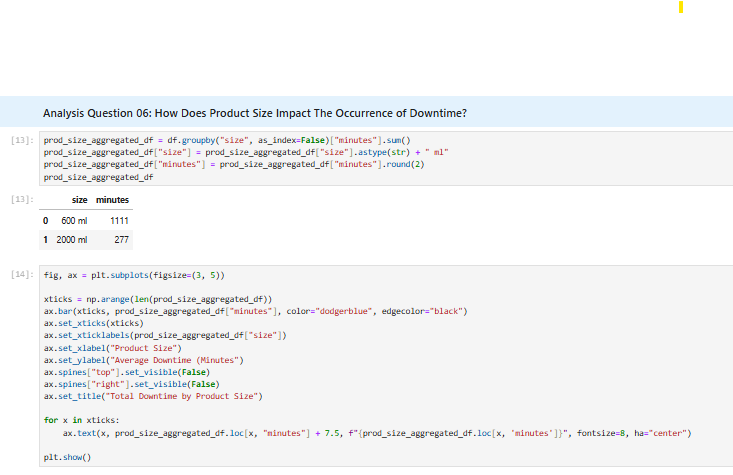 Analysis Question 06: How Does Product Size Impact The Occurrence of Downtime?
[13]: prod_size_aggregated_df = df.groupby("size", as_index=False)["minutes"].sum()
prod_size_aggregated_df["size"] = prod_size_aggregated_df["size"].astype(str) + " ml"
prod_size_aggregated_df["minutes"] = prod_size_aggregated_df["minutes"].round(2)
prod_size_aggregated_df
[13]: size minutes
0 600 ml 1111
1 2000 ml 277
[14]: fig, ax = plt.subplots(figsize=(3, 5))
xticks = np.arange(len(prod_size_aggregated_df))
ax.bar(xticks, prod_size_aggregated_df["minutes"], color="dodgerblue", edgecolor="black")
ax.set_xticks(xticks)
ax.set_xticklabels(prod_size_aggregated_df["size"])
ax.set_xlabel("Product Size")
ax.set_ylabel("Average Downtime (Minutes")
ax.spines["top"].set_visible(False)
ax.spines["right"].set_visible(False)
ax.set_title("Total Downtime by Product Size")
for x in xticks:
    ax.text(x, prod_size_aggregated_df.loc[x, "minutes"] + 7.5, f"{prod_size_aggregated_df.loc[x, 'minutes']}", fontsize=8, ha="center")
plt.show()